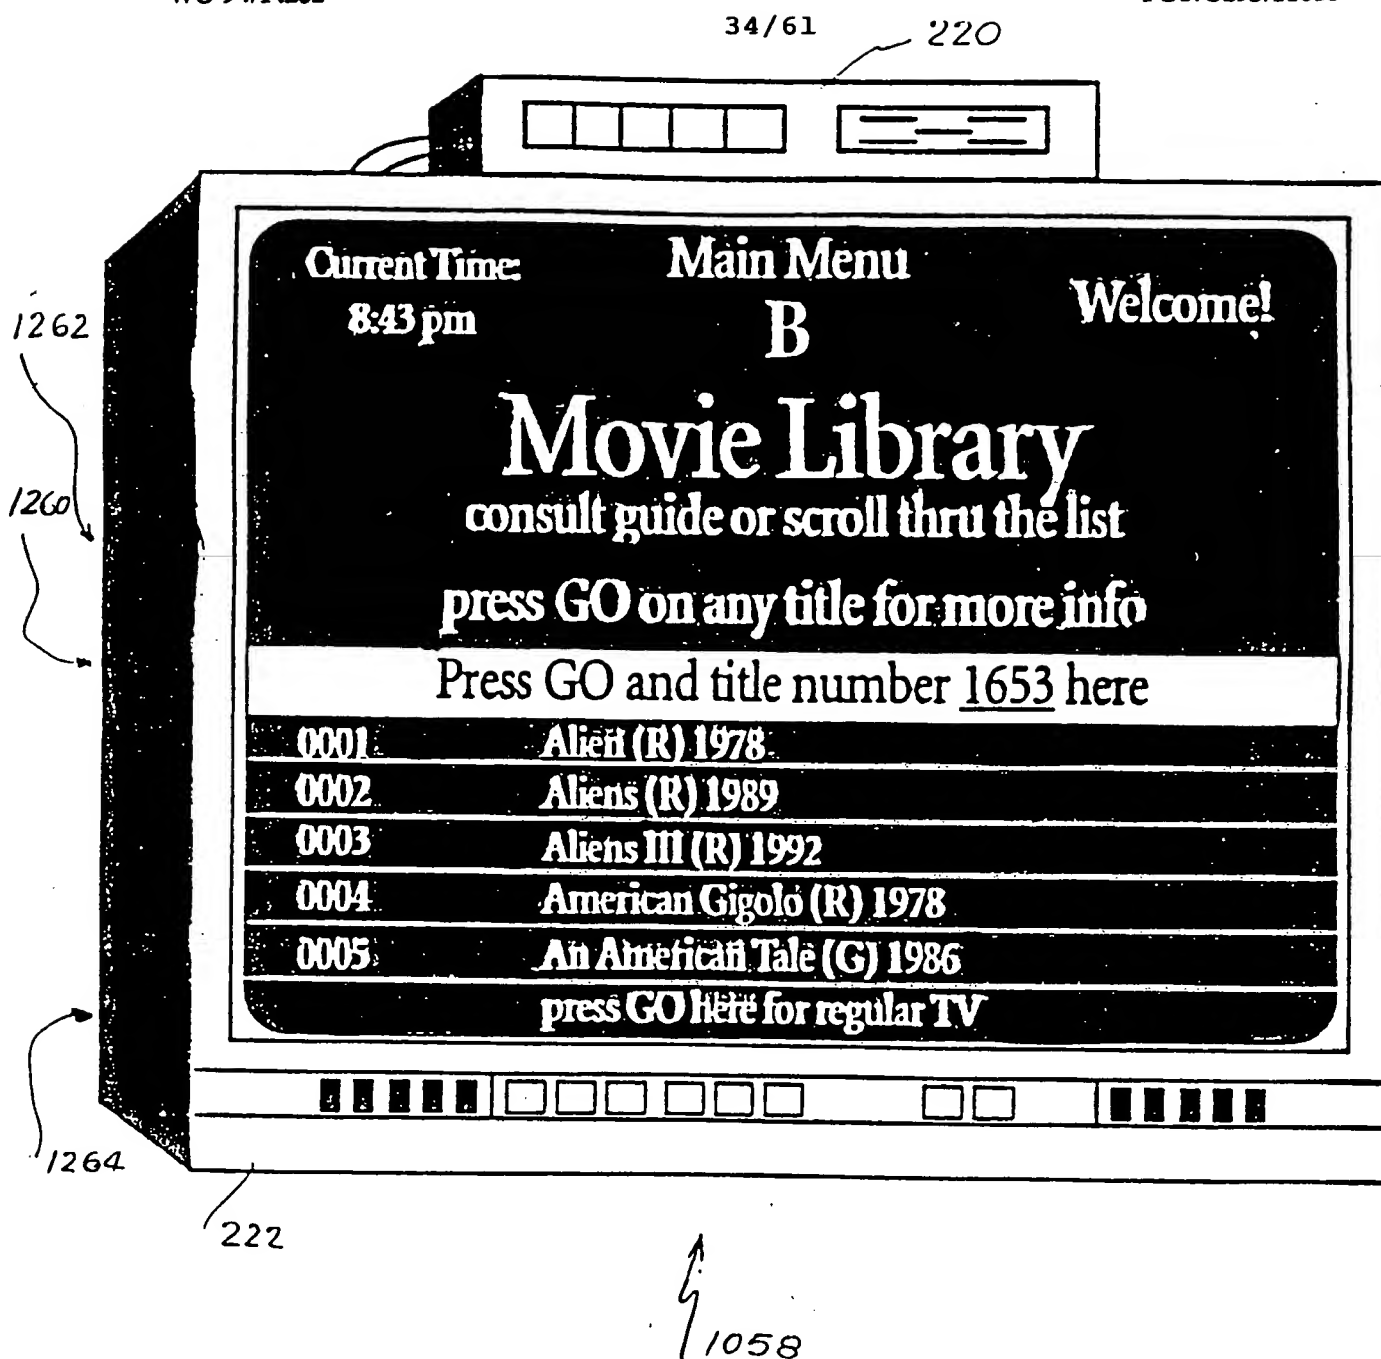 34/61
220
Current Time:
8:43 pm
Main Menu
B
Welcome!
Movie Library
consult guide or scroll thru the list
press GO on any title for more info
Press GO and title number 1653 here
0001 Alien (R) 1978
0002 Aliens (R) 1989
0003 Aliens III (R) 1992
0004 American Gigolo (R) 1978
0005 An American Tale (G) 1986
press GO here for regular TV
1262
1260
1264
222
1058